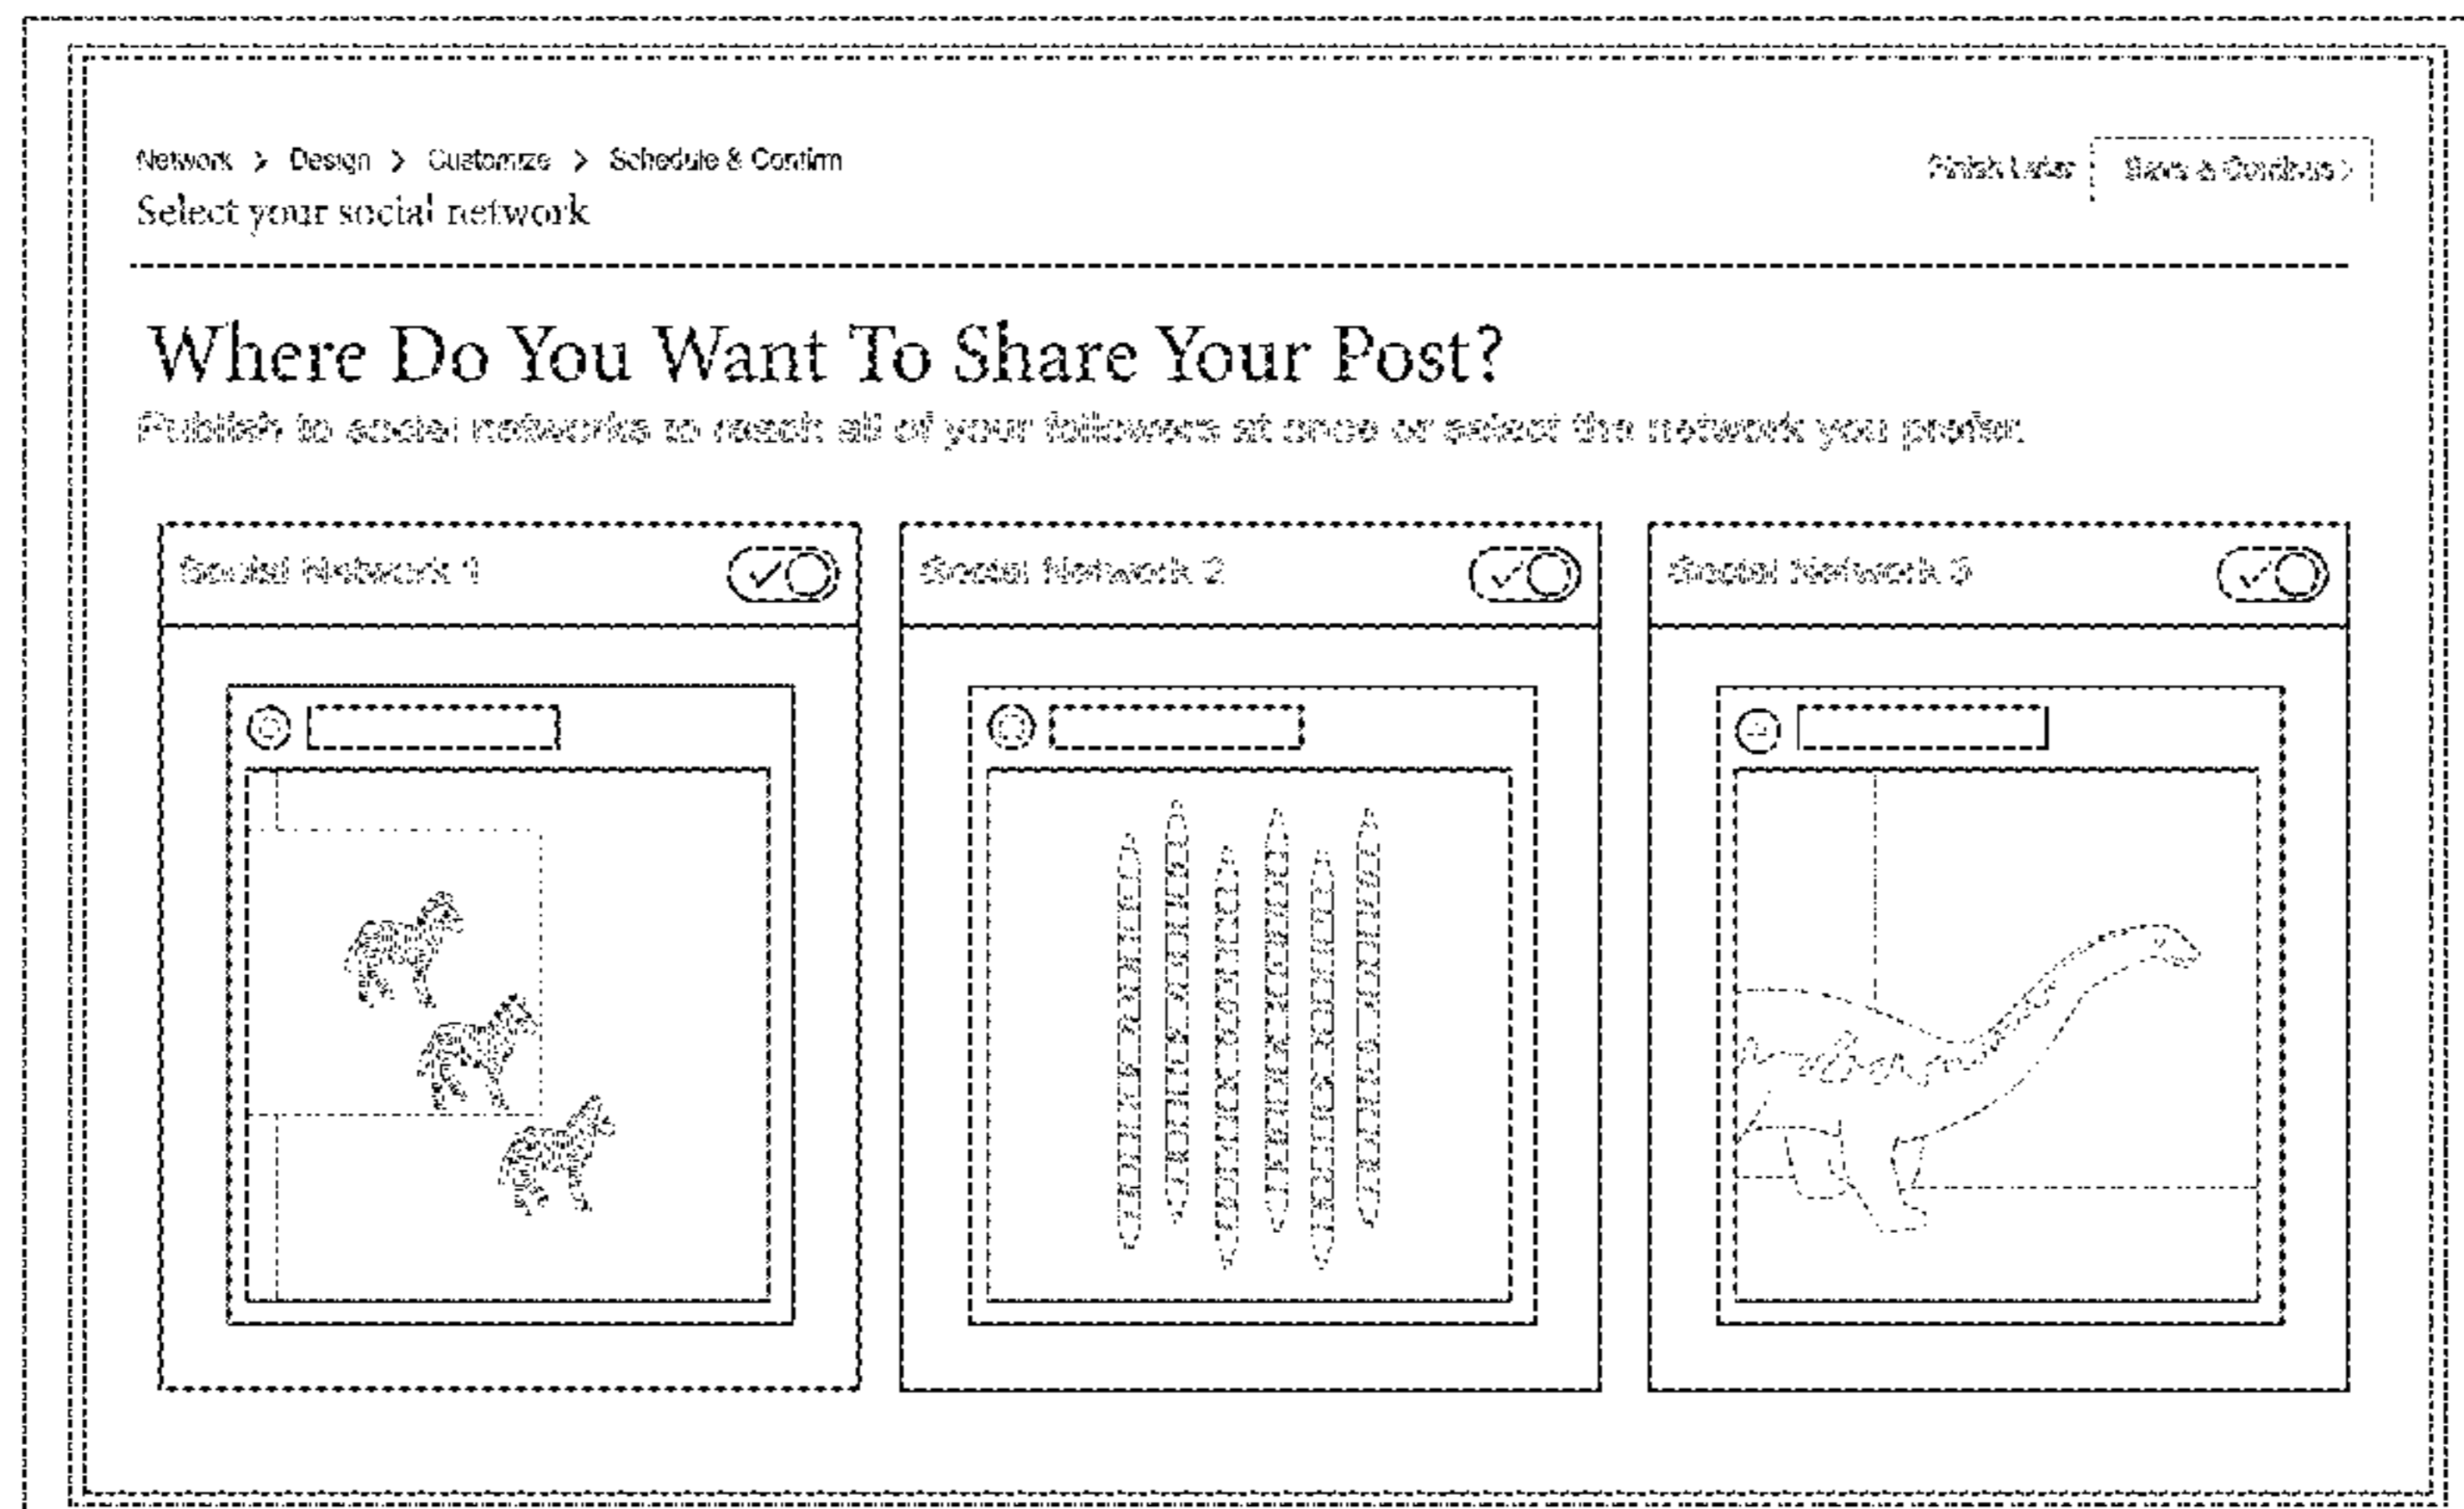 Network > Design > Customize > Schedule & Confirm
Finish Later
Save & Continue >
Select your social network
Where Do You Want To Share Your Post?
Publish to social networks to reach all of your followers at once or select the network you prefer.
Social Network 1
Social Network 2
Social Network 3